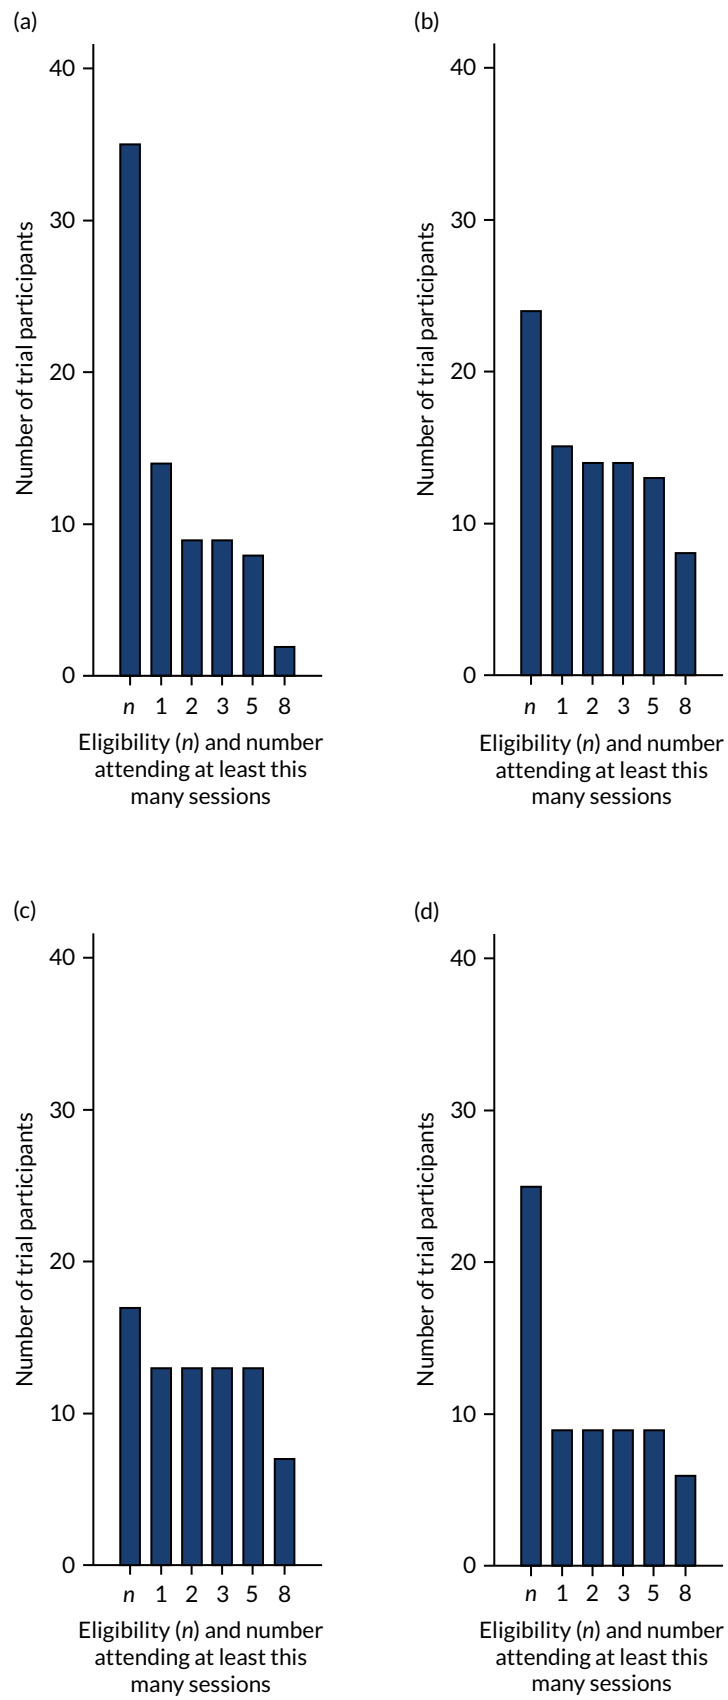 (a)
40
30
20
10
0
Number of trial participants
n 1 2 3 5 8
Eligibility (n) and number
attending at least this
many sessions
(b)
40
30
20
10
0
Number of trial participants
n 1 2 3 5 8
Eligibility (n) and number
attending at least this
many sessions
(c)
40
30
20
10
0
Number of trial participants
n 1 2 3 5 8
Eligibility (n) and number
attending at least this
many sessions
(d)
40
30
20
10
0
Number of trial participants
n 1 2 3 5 8
Eligibility (n) and number
attending at least this
many sessions